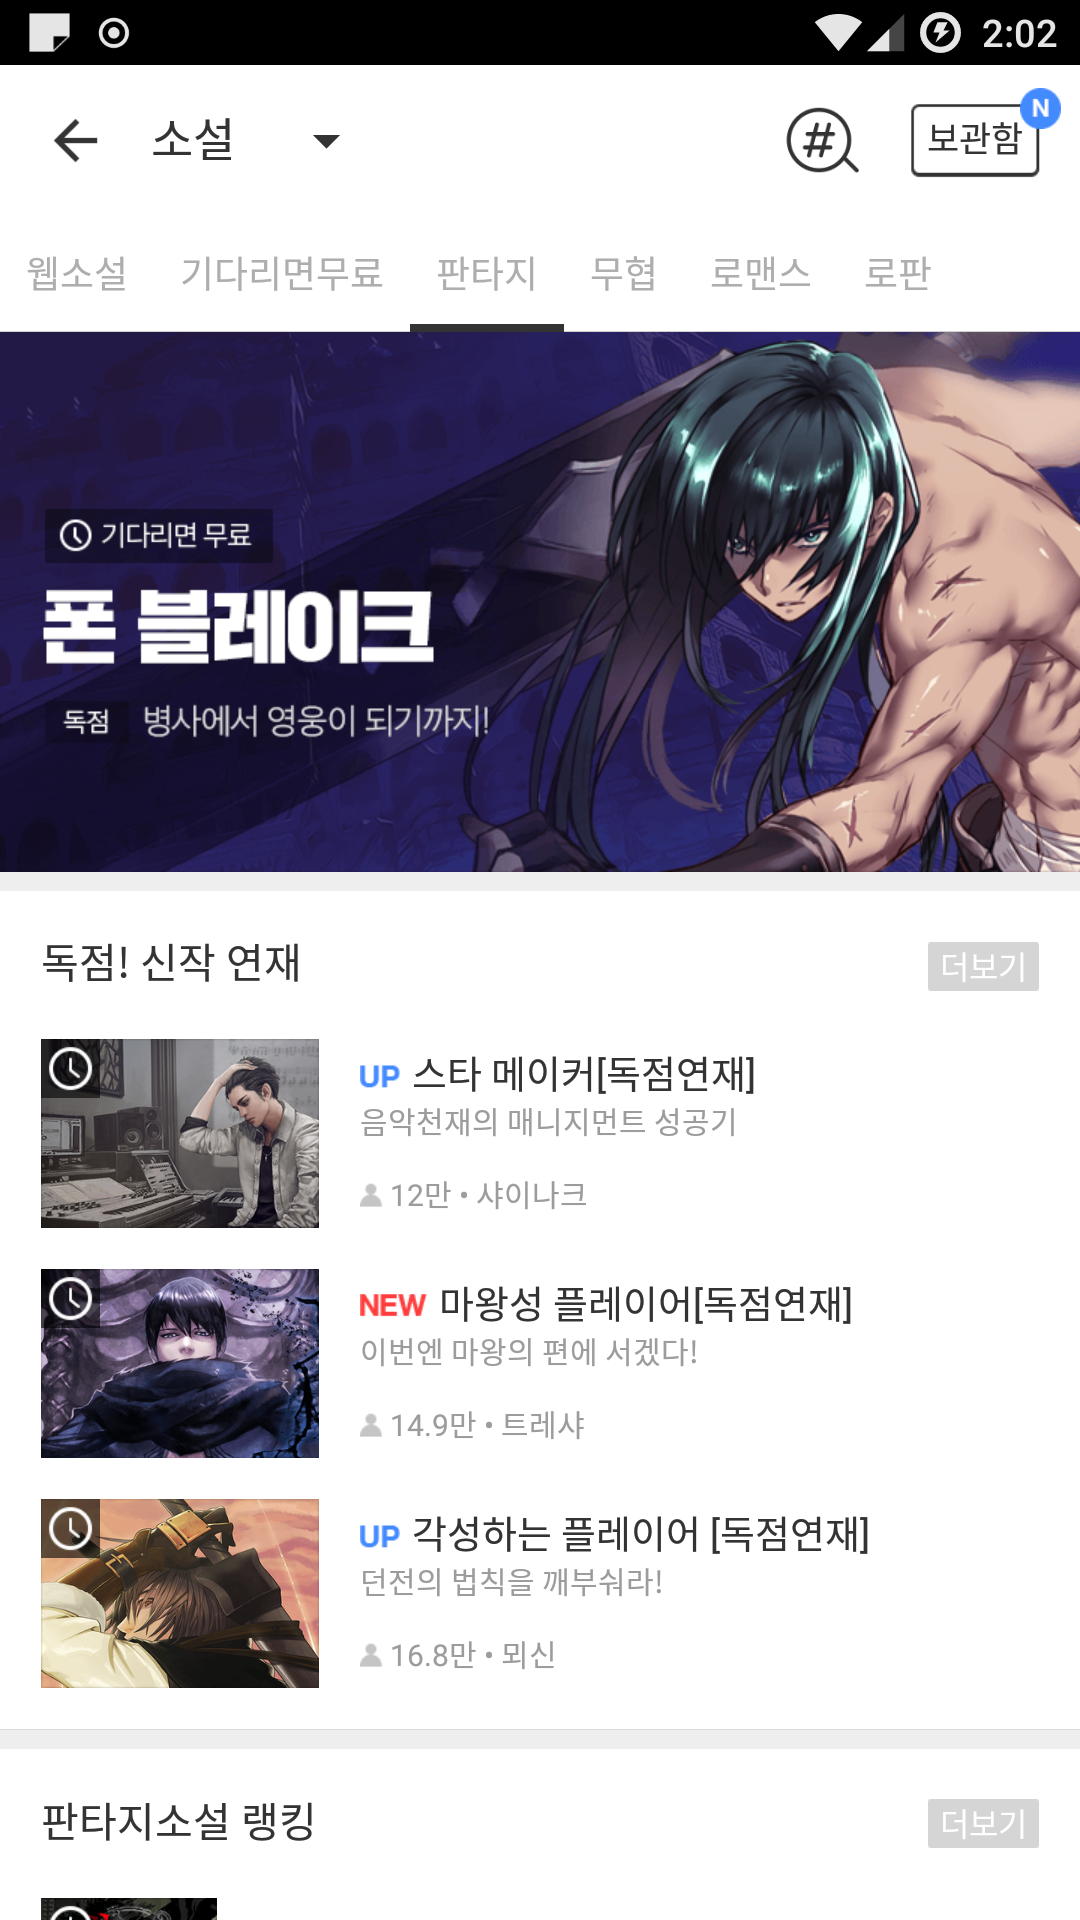 2:02
소설
#
보관함
N
웹소설 기다리면무료 판타지 무협 로맨스 로판
기다리면 무료
폰 블레이크
독점 병사에서 영웅이 되기까지!
독점! 신작 연재
더보기
UP 스타 메이커[독점연재]
음악천재의 매니지먼트 성공기
12만 • 샤이나크
NEW 마왕성 플레이어[독점연재]
이번엔 마왕의 편에 서겠다!
14.9만 • 트레샤
UP 각성하는 플레이어 [독점연재]
던전의 법칙을 깨부숴라!
16.8만 • 뫼신
판타지소설 랭킹
더보기